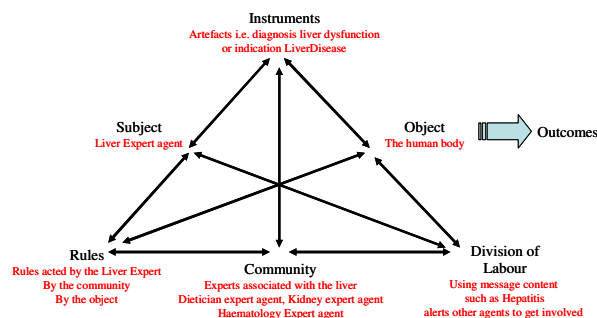 Instruments
Artefacts i.e. diagnosis liver dysfunction
or indication LiverDisease
Subject
Liver Expert agent
Object
The human body
Outcomes
Rules
Rules acted by the Liver Expert
By the community
By the object
Community
Experts associated with the liver
Dietician expert agent, Kidney expert agent
Haematology Expert agent
Division of
Labour
Using message content
such as Hepatitis
alerts other agents to get involved